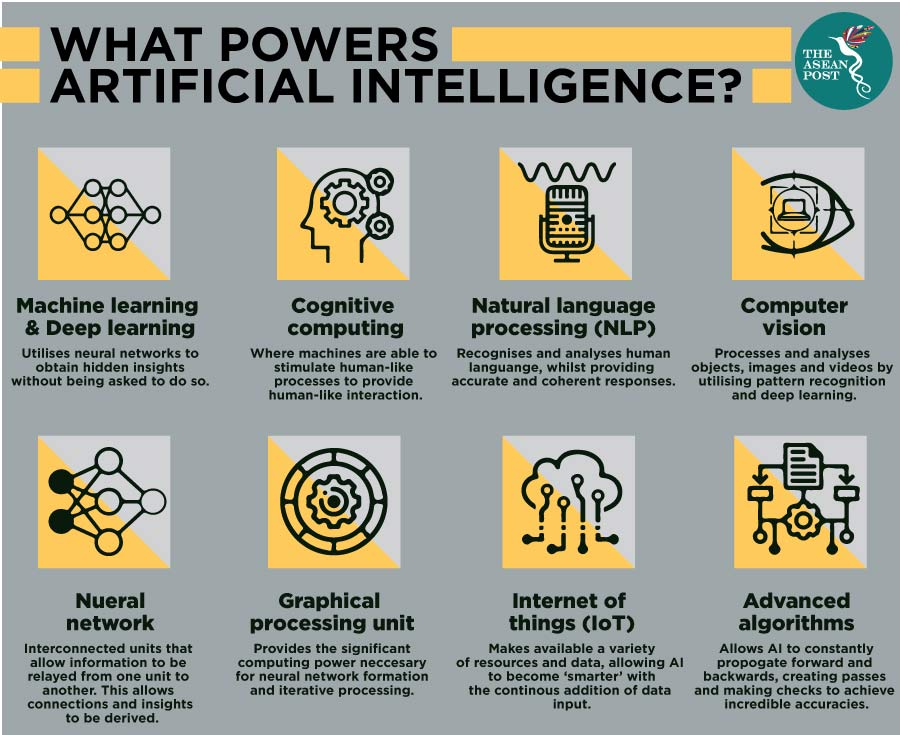 WHAT POWERS
ARTIFICIAL INTELLIGENCE?
THE
ASEAN
POST
Machine learning
& Deep learning
Utilises neural networks to
obtain hidden insights
without being asked to do so.
Cognitive
computing
Where machines are able to
stimulate human-like
processes to provide
human-like interaction.
Natural language
processing (NLP)
Recognises and analyses human
languange, whilst providing
accurate and coherent responses.
Computer
vision
Processes and analyses
objects, images and videos by
utilising pattern recognition
and deep learning.
Nueral
network
Interconnected units that
allow information to be
relayed from one unit to
another. This allows
connections and insights
to be derived.
Graphical
processing unit
Provides the significant
computing power neccesary
for neural network formation
and iterative processing.
Internet of
things (IoT)
Makes available a variety
of resources and data, allowing AI
to become ‘smarter’ with
the continous addition of data
input.
Advanced
algorithms
Allows AI to constantly
propogate forward and
backwards, creating passes
and making checks to achieve
incredible accuracies.